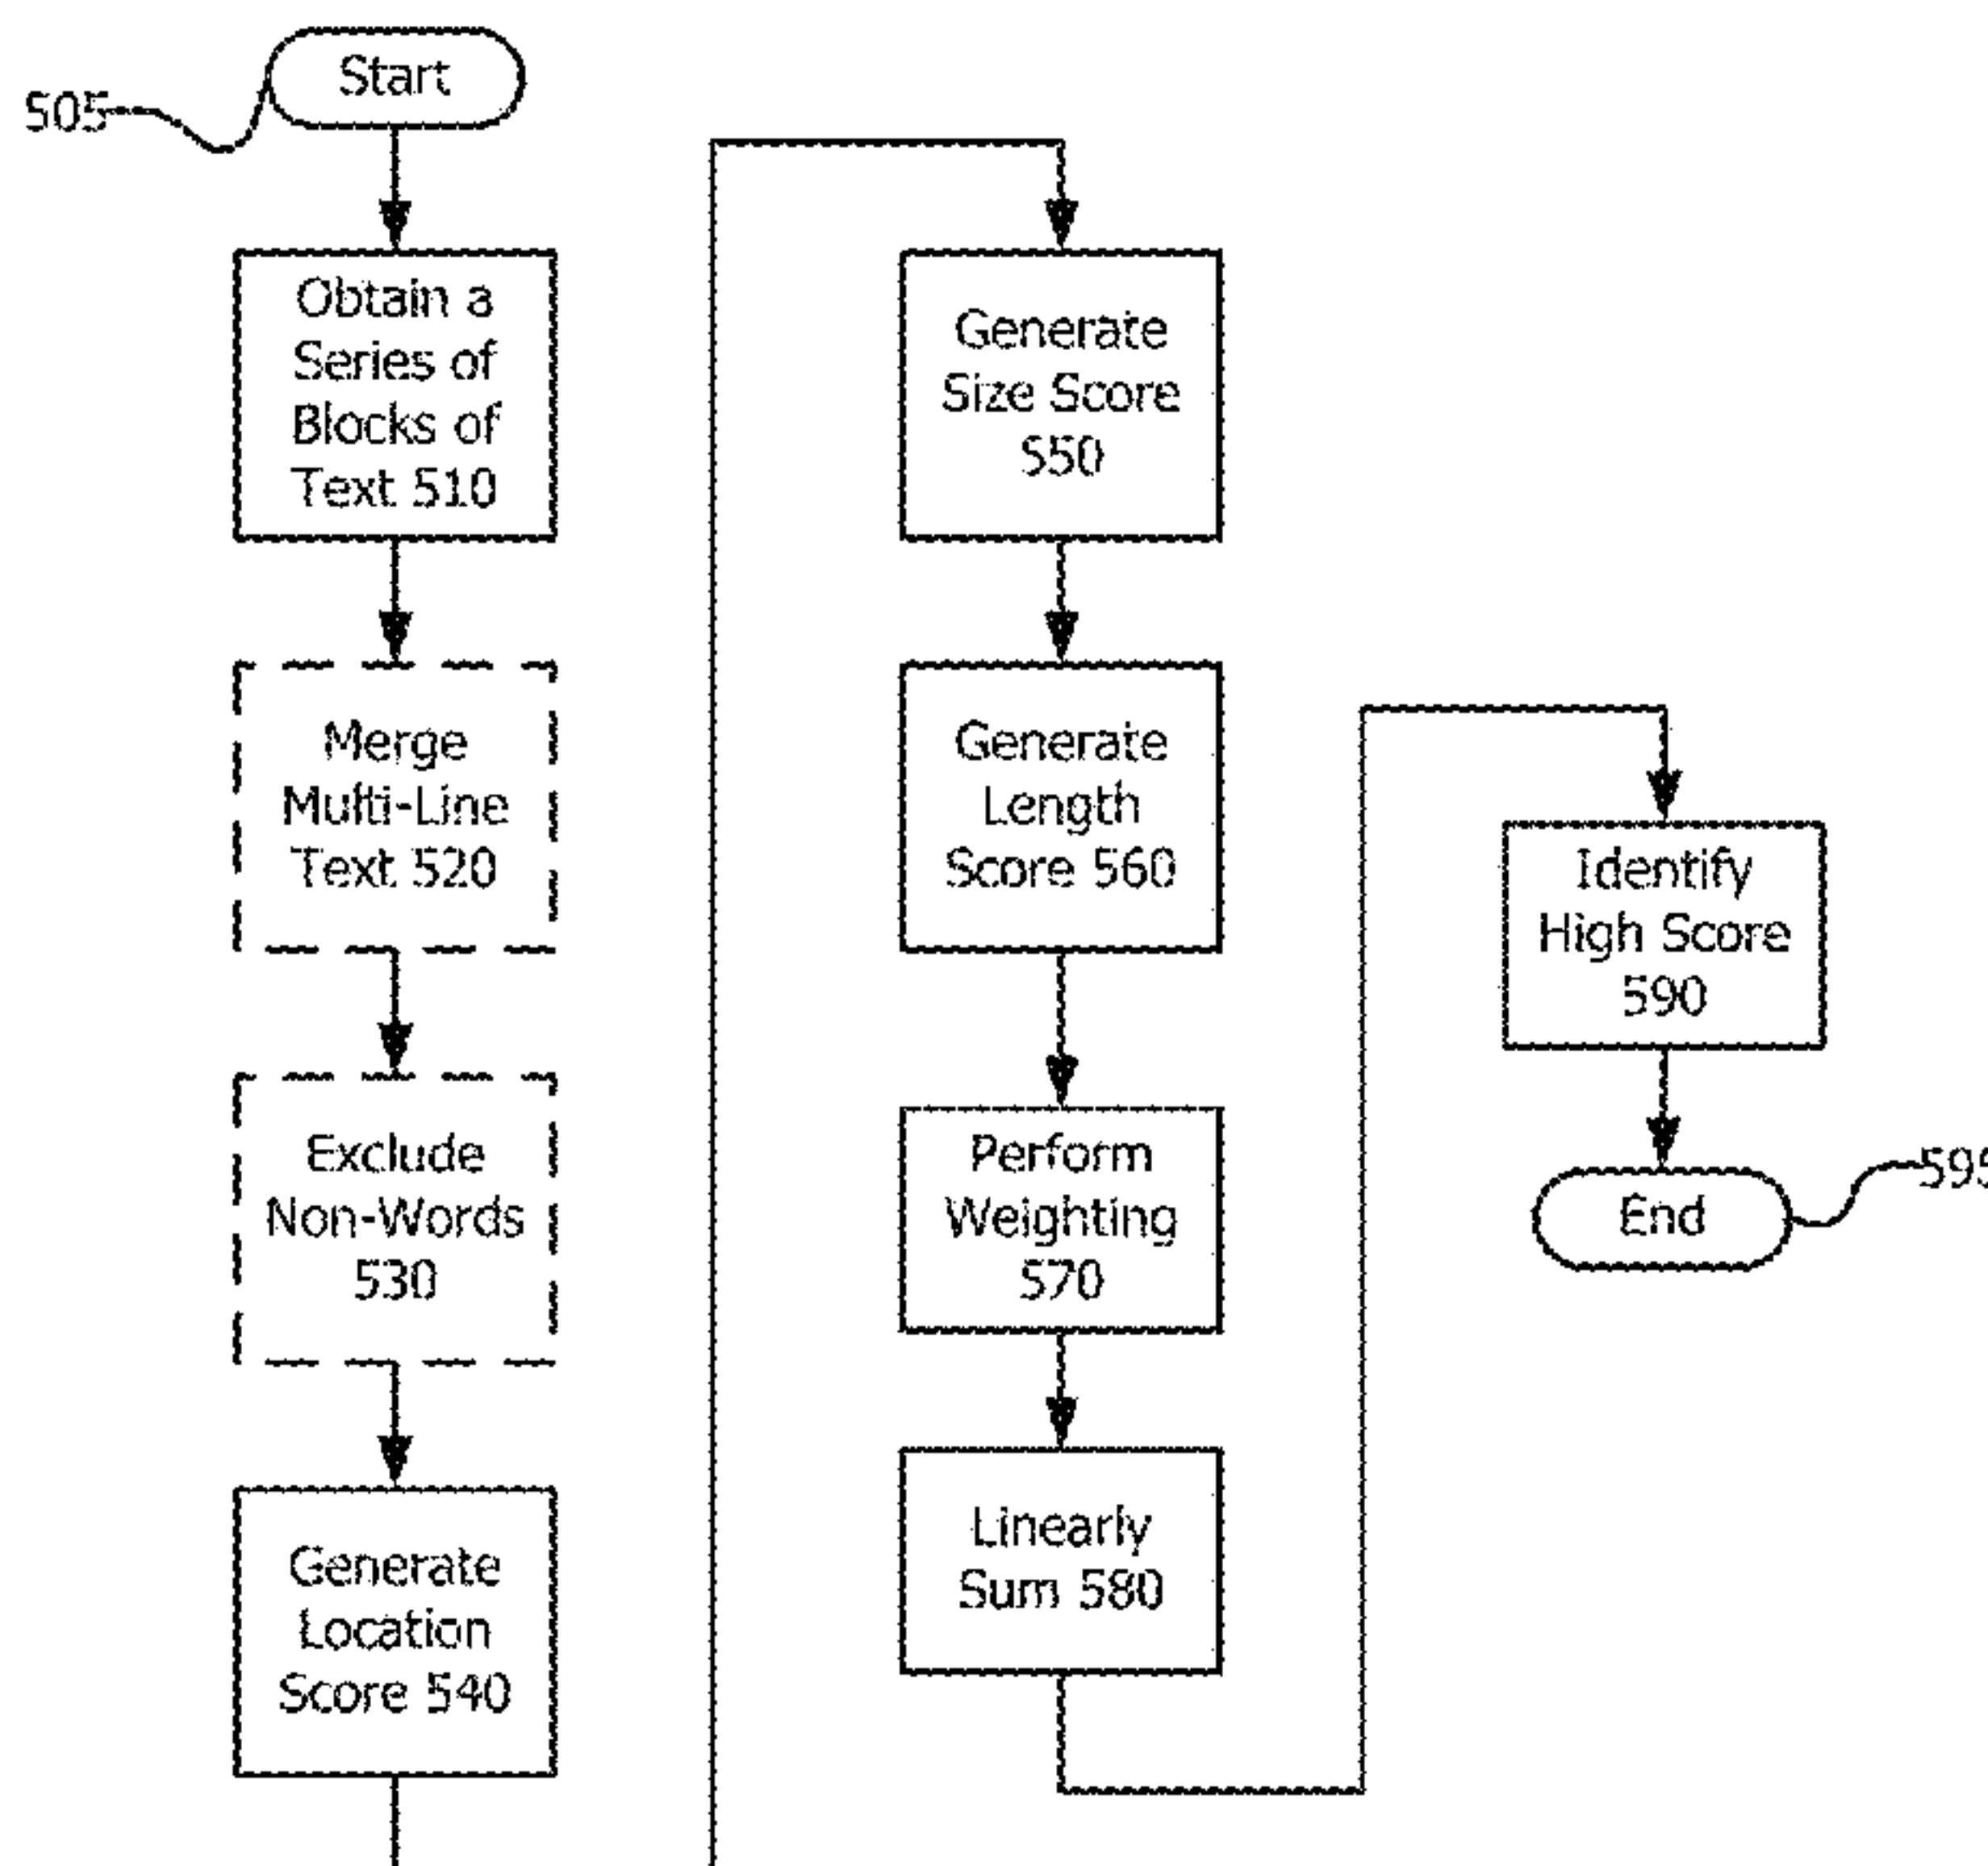 505
Start
Obtain a
Series of
Blocks of
Text 510
Merge
Multi-Line
Text 520
Exclude
Non-Words
530
Generate
Location
Score 540
Generate
Size Score
550
Generate
Length
Score 560
Perform
Weighting
570
Linearly
Sum 580
Identify
High Score
590
End
595